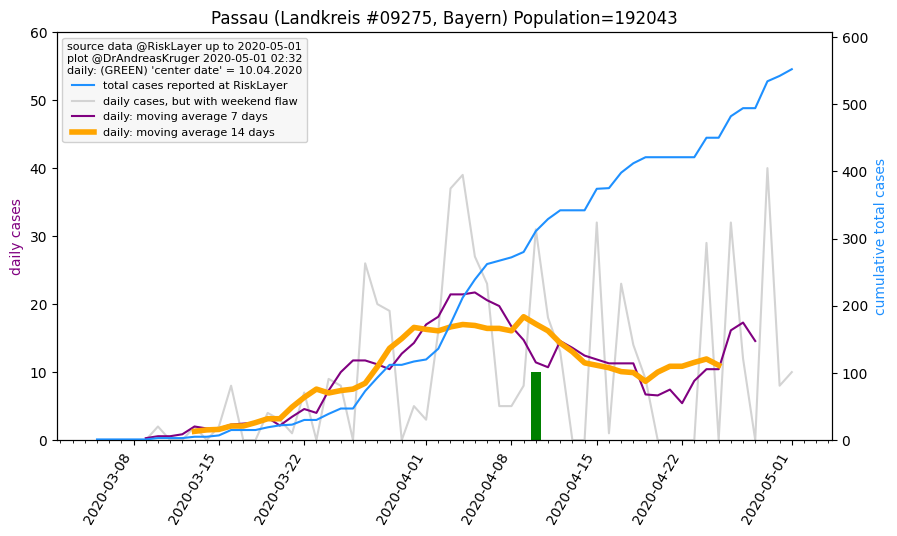 Passau (Landkreis #09275, Bayern) Population=192043
source data @RiskLayer up to 2020-05-01
plot @DrAndreasKruger 2020-05-01 02:32
daily: (GREEN) 'center date' = 10.04.2020
total cases reported at RiskLayer
daily cases, but with weekend flaw
daily: moving average 7 days
daily: moving average 14 days
daily cases
60
50
40
30
20
10
0
cumulative total cases
600
500
400
300
200
100
0
2020-03-08
2020-03-15
2020-03-22
2020-04-01
2020-04-08
2020-04-15
2020-04-22
2020-05-01